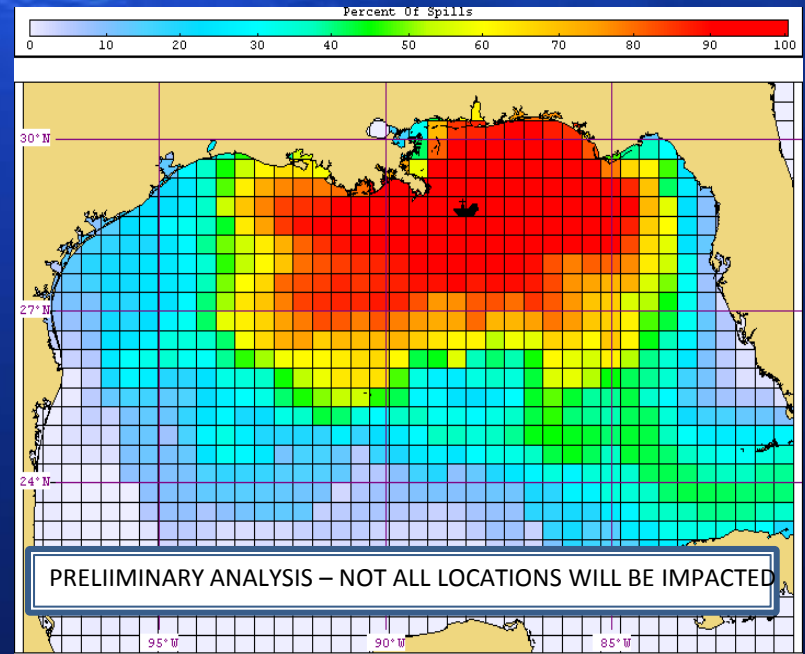 Percent Of Spills
0 10 20 30 40 50 60 70 80 90 100
30°N
27°N
24°N
PRELIIMINARY ANALYSIS – NOT ALL LOCATIONS WILL BE IMPACTED
95°W 90°W 85°W